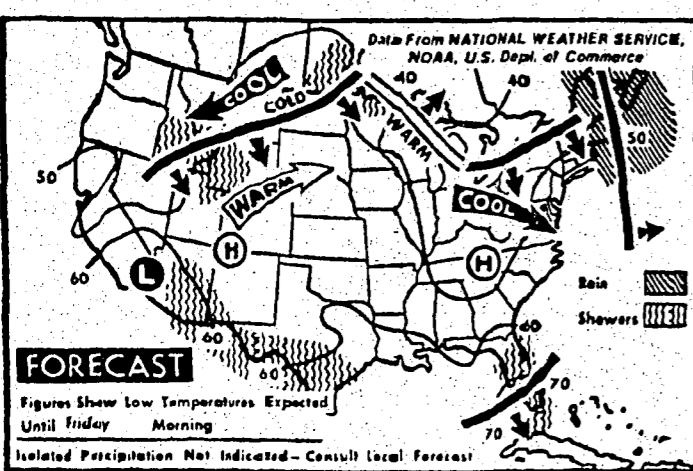 Data From NATIONAL WEATHER SERVICE,
NOAA, U.S. Dept. of Commerce
COOL
COLD
40
40
WARM
50
50
WARM
COOL
H
H
L
60
Rain
Showers
60
60
60
FORECAST
70
70
Figures Show Low Temperatures Expected
Until Friday Morning
Isolated Precipitation Not Indicated – Consult Local Forecast